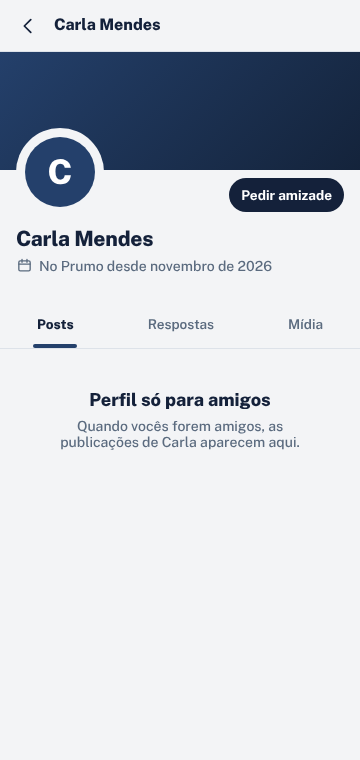 Carla Mendes
C
Pedir amizade
Carla Mendes
No Prumo desde novembro de 2026
Posts
Respostas
Mídia
Perfil só para amigos
Quando vocês forem amigos, as
publicações de Carla aparecem aqui.